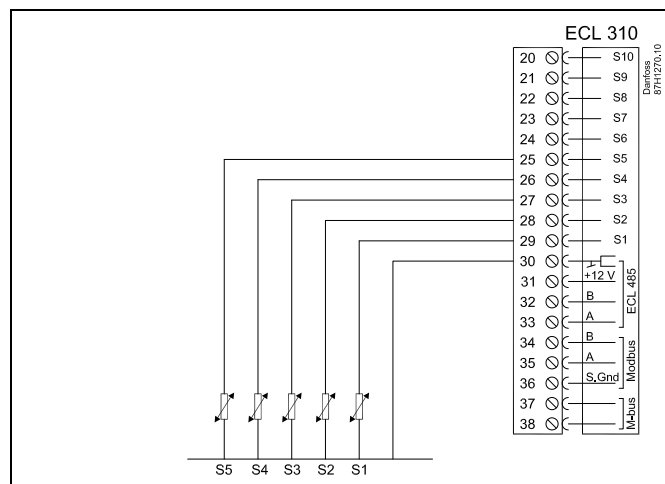 ECL 310
Danfoss
87H1270.10
20 S10
21 S9
22 S8
23 S7
24 S6
25 S5
26 S4
27 S3
28 S2
29 S1
30
31 +12 V
32 B
33 A
34 B
35 A
36 S.Gnd
37
38
ECL 485
Modbus
M-bus
S5 S4 S3 S2 S1